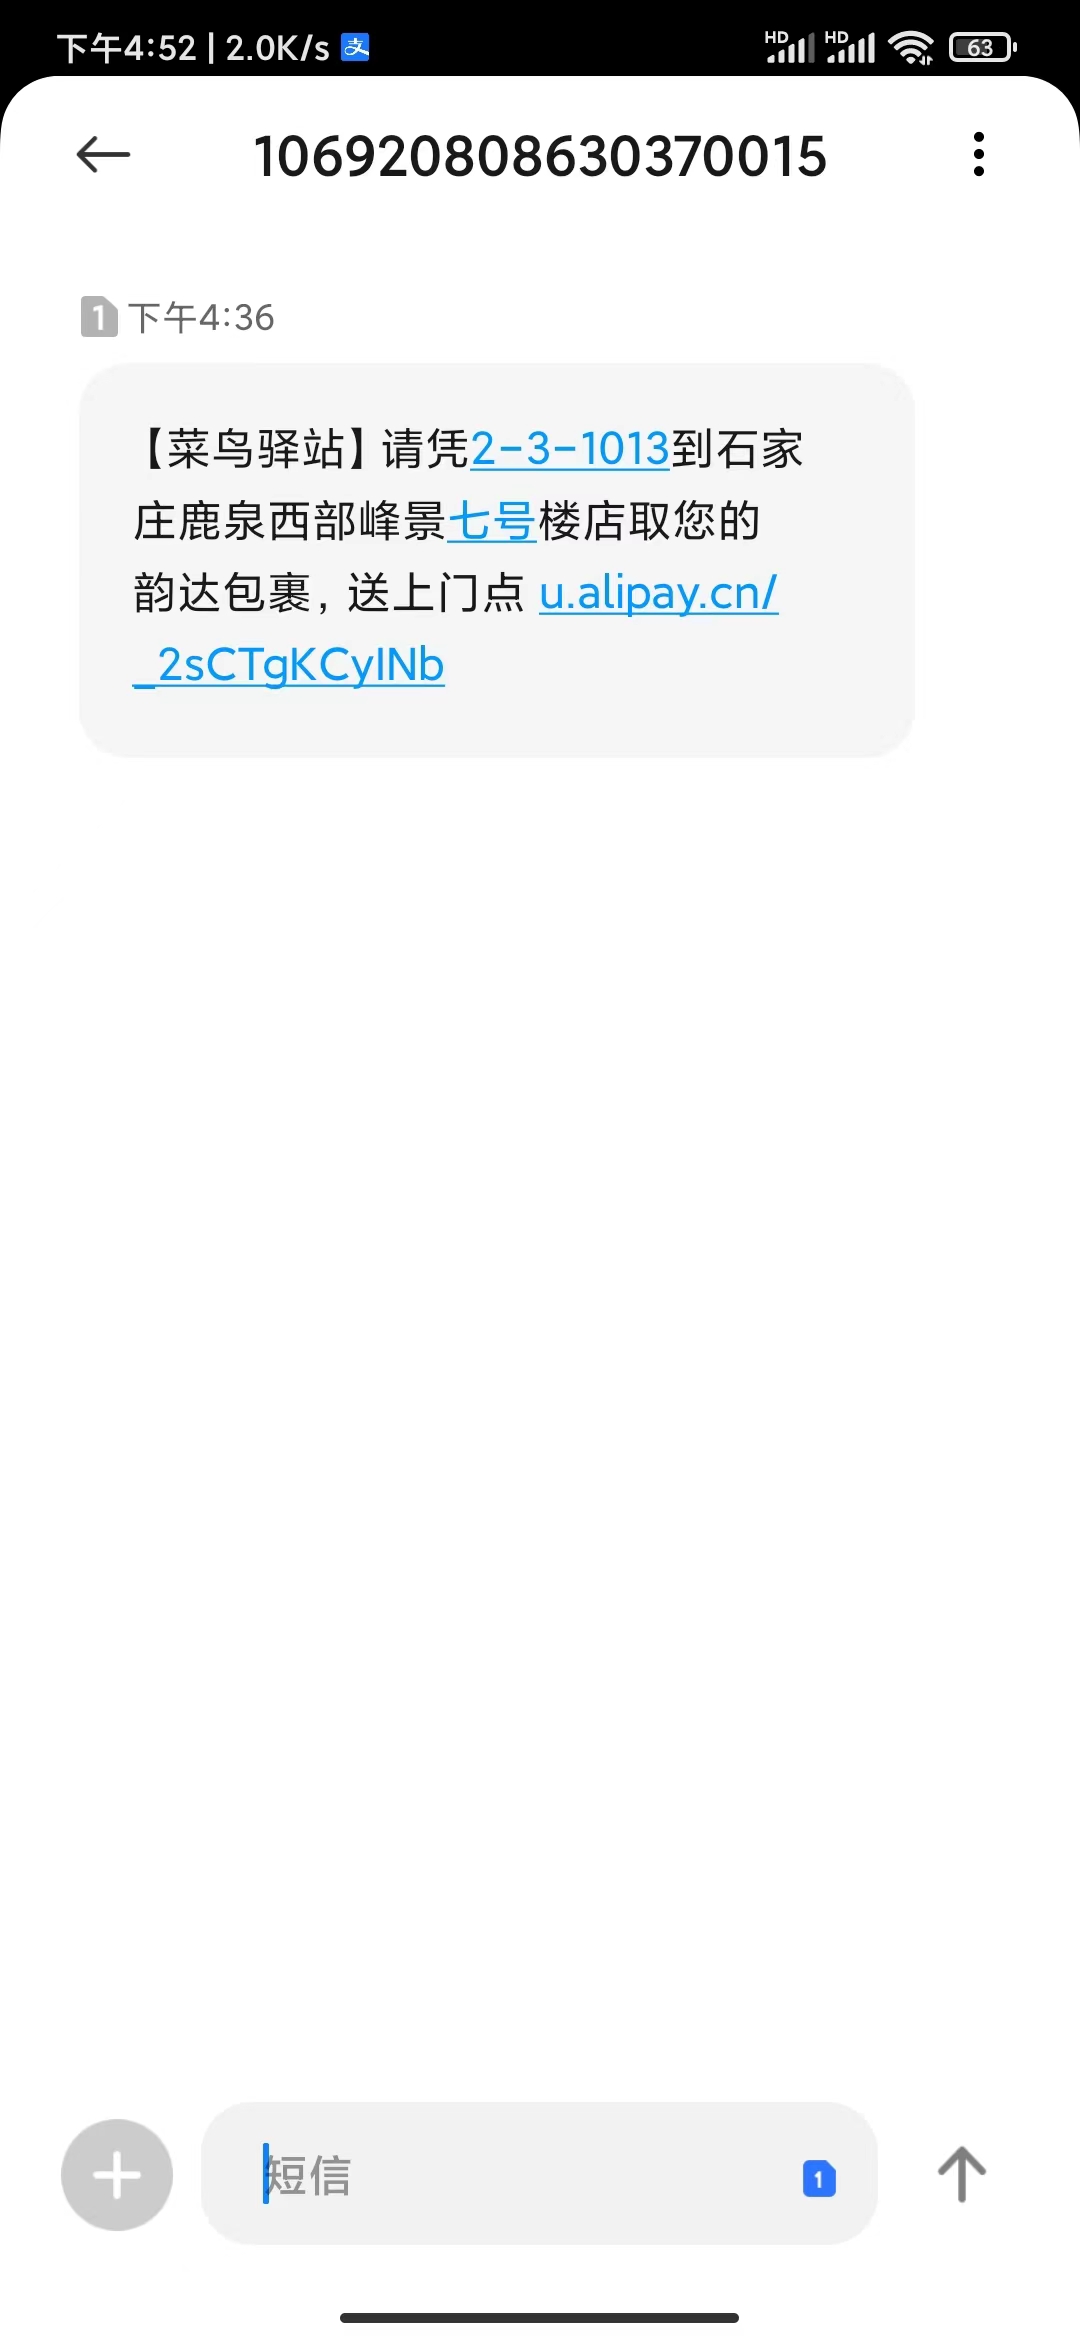 下午4:52 | 2.0K/s 支
HD HD 63
106920808630370015
1 下午4:36
【菜鸟驿站】请凭2-3-1013到石家
庄鹿泉西部峰景七号楼店取您的
韵达包裹, 送上门点 u.alipay.cn/
_2sCTgKCyINb
短信
1